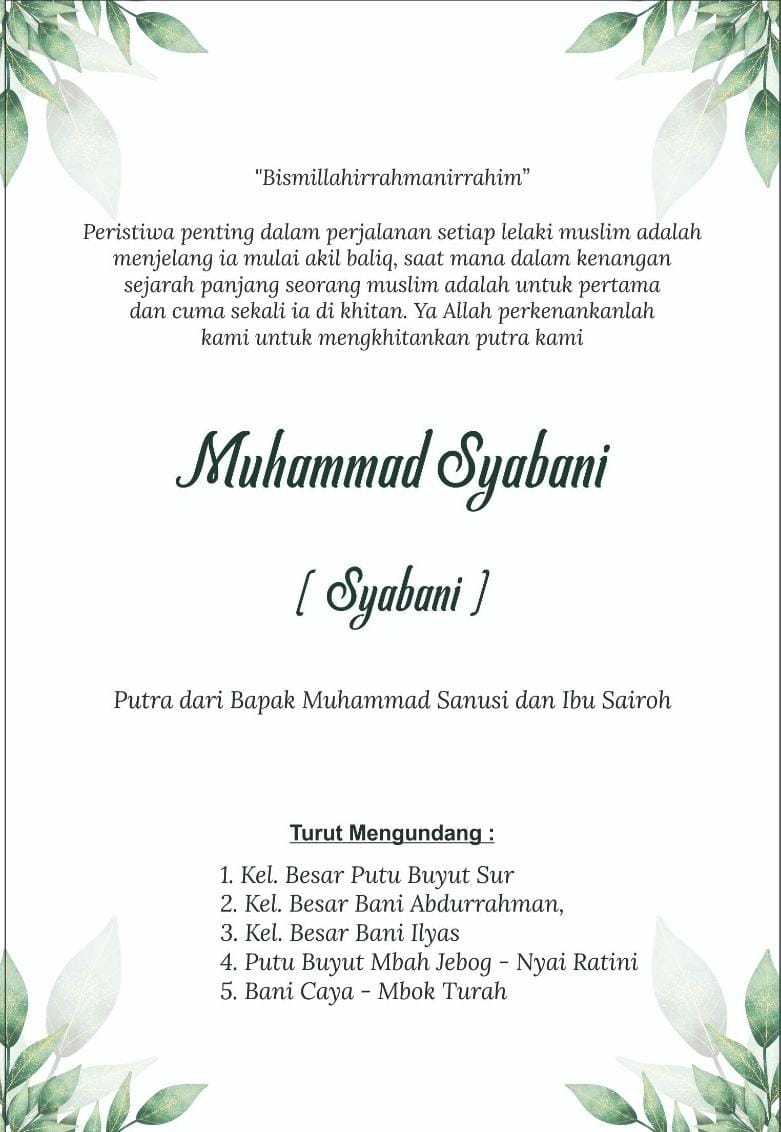 "Bismillahirrahmanirrahim”
Peristiwa penting dalam perjalanan setiap lelaki muslim adalah
menjelang ia mulai akil baliq, saat mana dalam kenangan
sejarah panjang seorang muslim adalah untuk pertama
dan cuma sekali ia di khitan. Ya Allah perkenankanlah
kami untuk mengkhitankan putra kami
Muhammad Syabani
( Syabani )
Putra dari Bapak Muhammad Sanusi dan Ibu Sairoh
Turut Mengundang :
1. Kel. Besar Putu Buyut Sur
2. Kel. Besar Bani Abdurrahman,
3. Kel. Besar Bani Ilyas
4. Putu Buyut Mbah Jebog - Nyai Ratini
5. Bani Caya - Mbok Turah